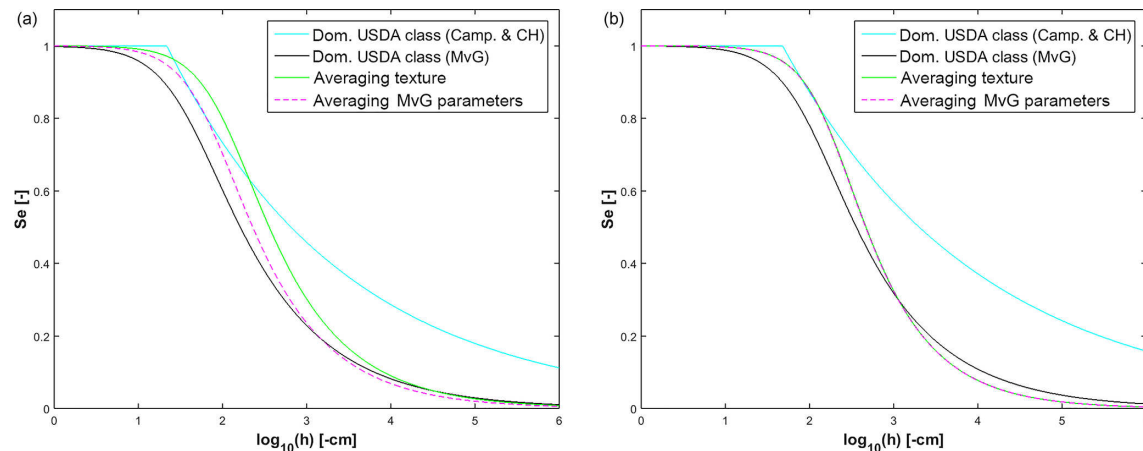 (a)
Dom. USDA class (Camp. & CH)
Dom. USDA class (MvG)
Averaging texture
Averaging MvG parameters
1
0.8
0.6
0.4
0.2
0
Se [-]
0 1 2 3 4 5 6
log10(h) [-cm]
(b)
Dom. USDA class (Camp. & CH)
Dom. USDA class (MvG)
Averaging texture
Averaging MvG parameters
1
0.8
0.6
0.4
0.2
0
Se [-]
0 1 2 3 4 5
log10(h) [-cm]